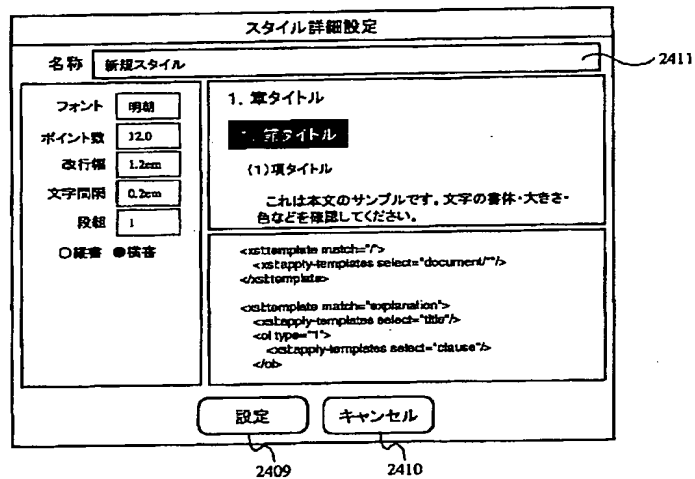 スタイル詳細設定
名称 新規スタイル
2411
フォント 明朝
ポイント数 12.0
改行幅 1.2cm
文字間隔 0.2cm
段組 1
○縦書 ●横書
1. 章タイトル
1. 節タイトル
(1)項タイトル
これは本文のサンプルです。文字の書体・大きさ・
色などを確認してください。
<xsl:template match="/">
<xsl:apply-templates select="document/*"/>
</xsl:template>
<xsl:template match="explanation">
<xsl:apply-templates select="title"/>
<ol type="1">
<xsl:apply-templates select="clause"/>
</ol>
設定
キャンセル
2409
2410